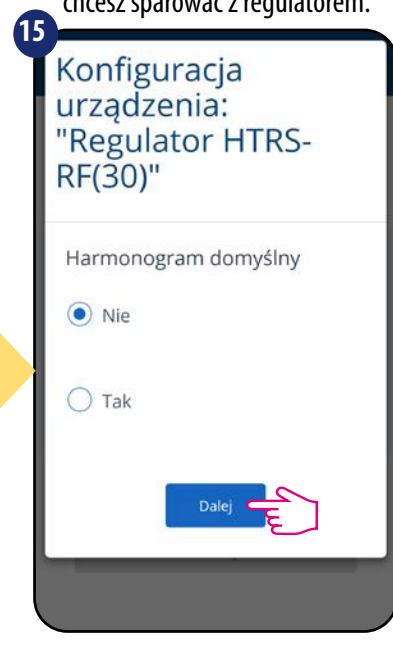 chcesz sparować z regulatorem.
15
Konfiguracja
urządzenia:
"Regulator HTRS-
RF(30)"
Harmonogram domyślny
Nie
Tak
Dalej